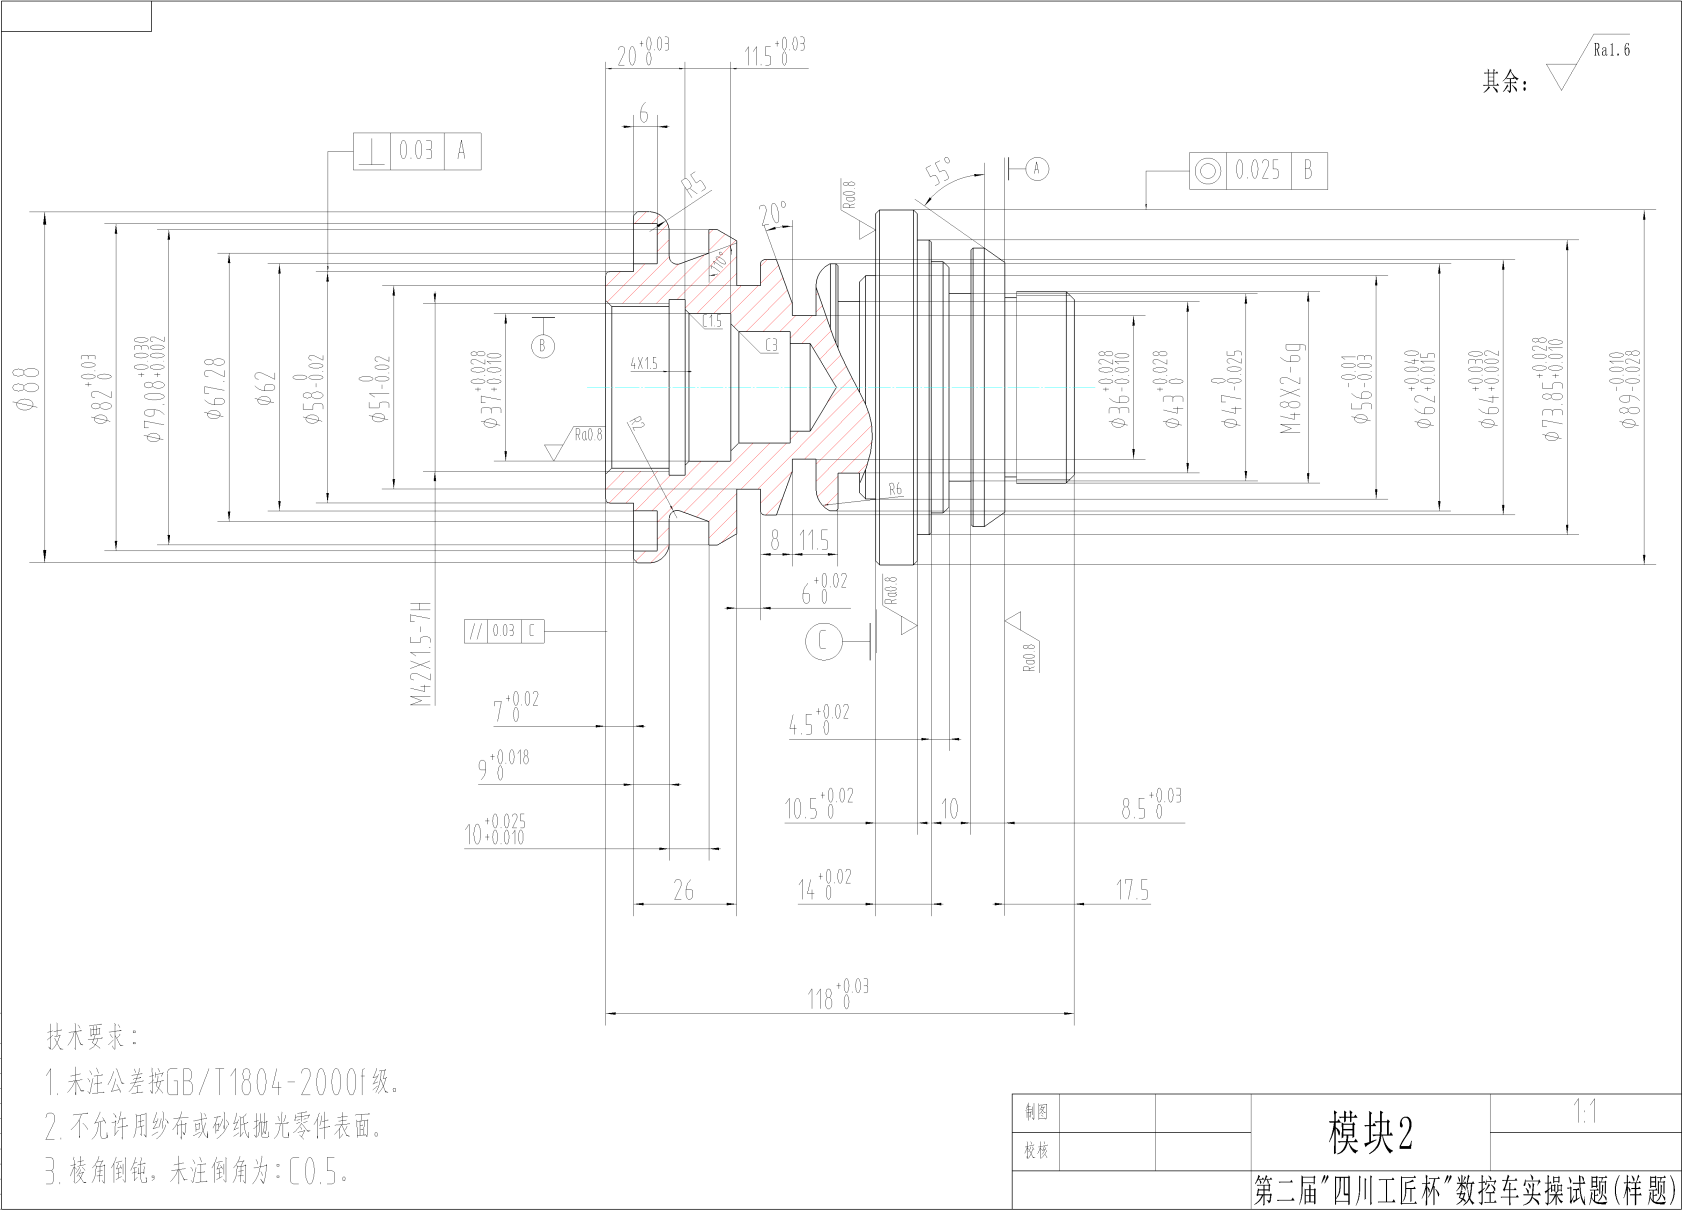 20 +0.03 0
11.5 +0.03 0
Ra1.6
其余:
6
⊥ 0.03 A
R5
55°
A
◎ 0.025 B
Ra0.8
20°
110°
C1.5
C3
B
4X1.5
R2
Ra0.8
R6
φ88
φ82 +0.03 0
φ79.08 +0.030 +0.002
φ67.28
φ62
φ58 0 -0.02
φ51 0 -0.02
φ37 +0.028 +0.010
φ36 -0.028 -0.010
φ43 +0.028 0
φ47 0 -0.025
M48X2-6g
φ56 -0.01 -0.03
φ62 +0.040 +0.015
φ64 +0.030 +0.002
φ73.85 +0.028 +0.010
φ89 -0.010 -0.028
8
11.5
6 +0.02 0
Ra0.8
// 0.03 C
C
Ra0.8
M42X1.5-7H
7 +0.02 0
4.5 +0.02 0
9 +0.018 0
10.5 +0.02 0
10
8.5 +0.03 0
10 +0.025 +0.010
26
14 +0.02 0
17.5
118 +0.03 0
技术要求:
1.未注公差按GB/T1804-2000f级。
2.不允许用纱布或砂纸抛光零件表面。
3.棱角倒钝，未注倒角为:C0.5。
制图
模块2
1:1
校核
第二届"四川工匠杯"数控车实操试题(样题)